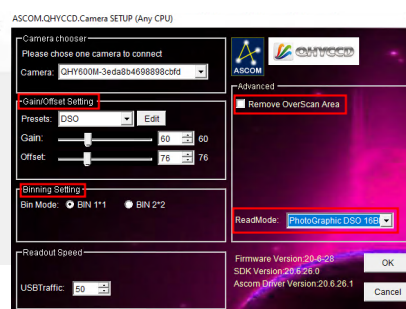 ASCOM.QHYCCD.Camera SETUP (Any CPU)
Camera chooser
Please chose one camera to connect
Camera: QHY600M-3eda8b4698898cbfd
ASCOM
QHYCCD
Advanced
Remove OverScan Area
Gain/Offset Setting
Presets: DSO Edit
Gain: 60 60
Offset: 76 76
Binning Setting
Bin Mode: BIN 1*1 BIN 2*2
ReadMode: PhotoGraphic DSO 16B
Readout Speed
USBTraffic: 50
Firmware Version:20-6-28
SDK Version:20.6.26.0
Ascom Driver Version:20.6.26.1
OK
Cancel